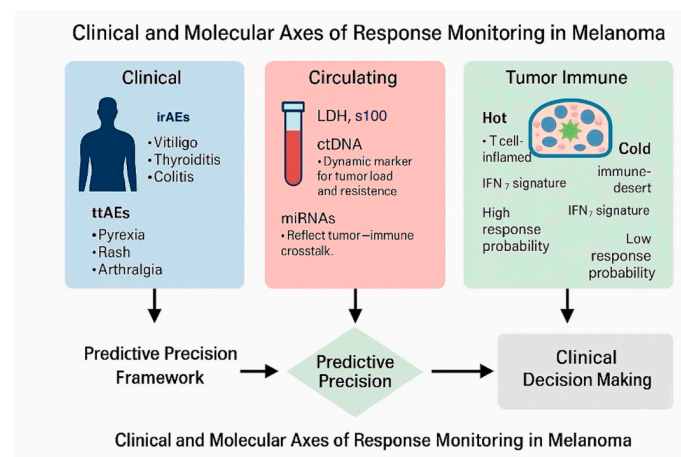 Clinical and Molecular Axes of Response Monitoring in Melanoma
Clinical
irAEs
•Vitiligo
•Thyroiditis
•Colitis
ttAEs
•Pyrexia
•Rash
•Arthralgia
Circulating
LDH, s100
ctDNA
•Dynamic marker
for tumor load
and resistence
miRNAs
•Reflect tumor–immune
crosstalk.
Tumor Immune
Hot
•T cell-
inflamed
IFN γ signature
High
response
probability
Cold
immune-
desert
IFN γ signature
Low
response
probability
Predictive Precision
Framework
Predictive
Precision
Clinical
Decision Making
Clinical and Molecular Axes of Response Monitoring in Melanoma